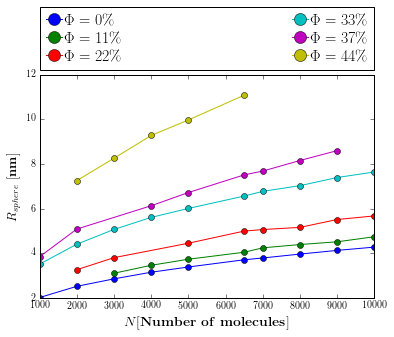 Φ = 0% Φ = 33%
Φ = 11% Φ = 37%
Φ = 22% Φ = 44%
12
10
8
6
4
2
R_sphere [nm]
1000 2000 3000 4000 5000 6000 7000 8000 9000 10000
N[Number of molecules]